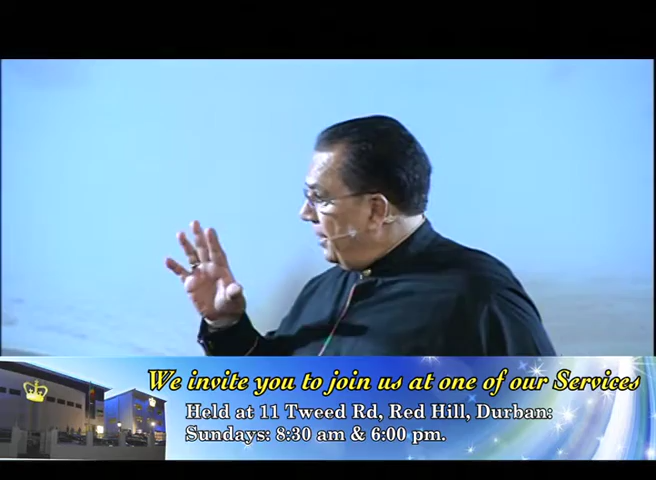 We invite you to join us at one of our Services
Held at 11 Tweed Rd, Red Hill, Durban:
Sundays: 8:30 am & 6:00 pm.